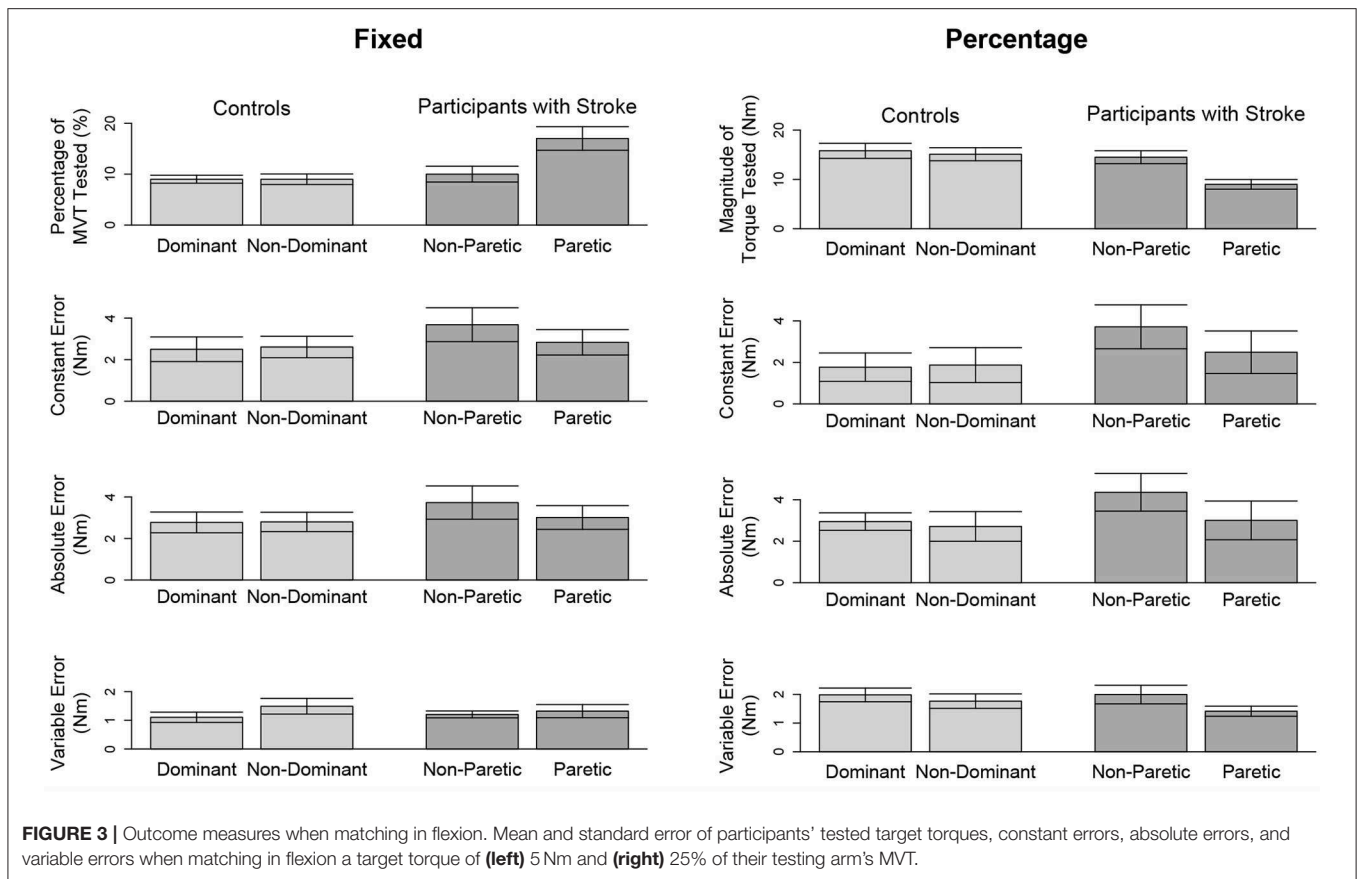 Fixed
Percentage
Controls
Participants with Stroke
Percentage of
MVT Tested (%)
0
10
20
Dominant
Non-Dominant
Non-Paretic
Paretic
Constant Error
(Nm)
0
2
4
Dominant
Non-Dominant
Non-Paretic
Paretic
Absolute Error
(Nm)
0
2
4
Dominant
Non-Dominant
Non-Paretic
Paretic
Variable Error
(Nm)
0
1
2
Dominant
Non-Dominant
Non-Paretic
Paretic
Controls
Participants with Stroke
Magnitude of
Torque Tested (Nm)
0
10
20
Dominant
Non-Dominant
Non-Paretic
Paretic
Constant Error
(Nm)
0
2
4
Dominant
Non-Dominant
Non-Paretic
Paretic
Absolute Error
(Nm)
0
2
4
Dominant
Non-Dominant
Non-Paretic
Paretic
Variable Error
(Nm)
0
1
2
Dominant
Non-Dominant
Non-Paretic
Paretic
FIGURE 3 | Outcome measures when matching in flexion. Mean and standard error of participants' tested target torques, constant errors, absolute errors, and
variable errors when matching in flexion a target torque of (left) 5 Nm and (right) 25% of their testing arm's MVT.